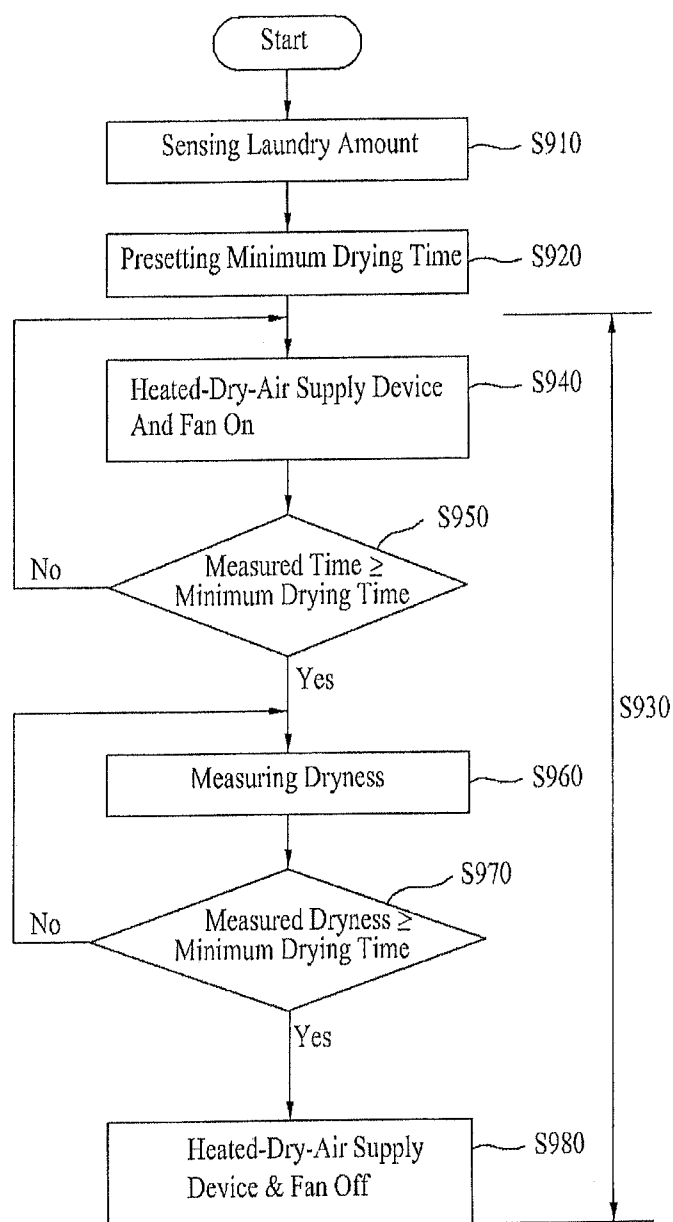 Start
Sensing Laundry Amount
S910
Presetting Minimum Drying Time
S920
Heated-Dry-Air Supply Device
And Fan On
S940
S950
Measured Time ≥
Minimum Drying Time
No
Yes
S930
Measuring Dryness
S960
S970
Measured Dryness ≥
Minimum Drying Time
No
Yes
Heated-Dry-Air Supply
Device & Fan Off
S980